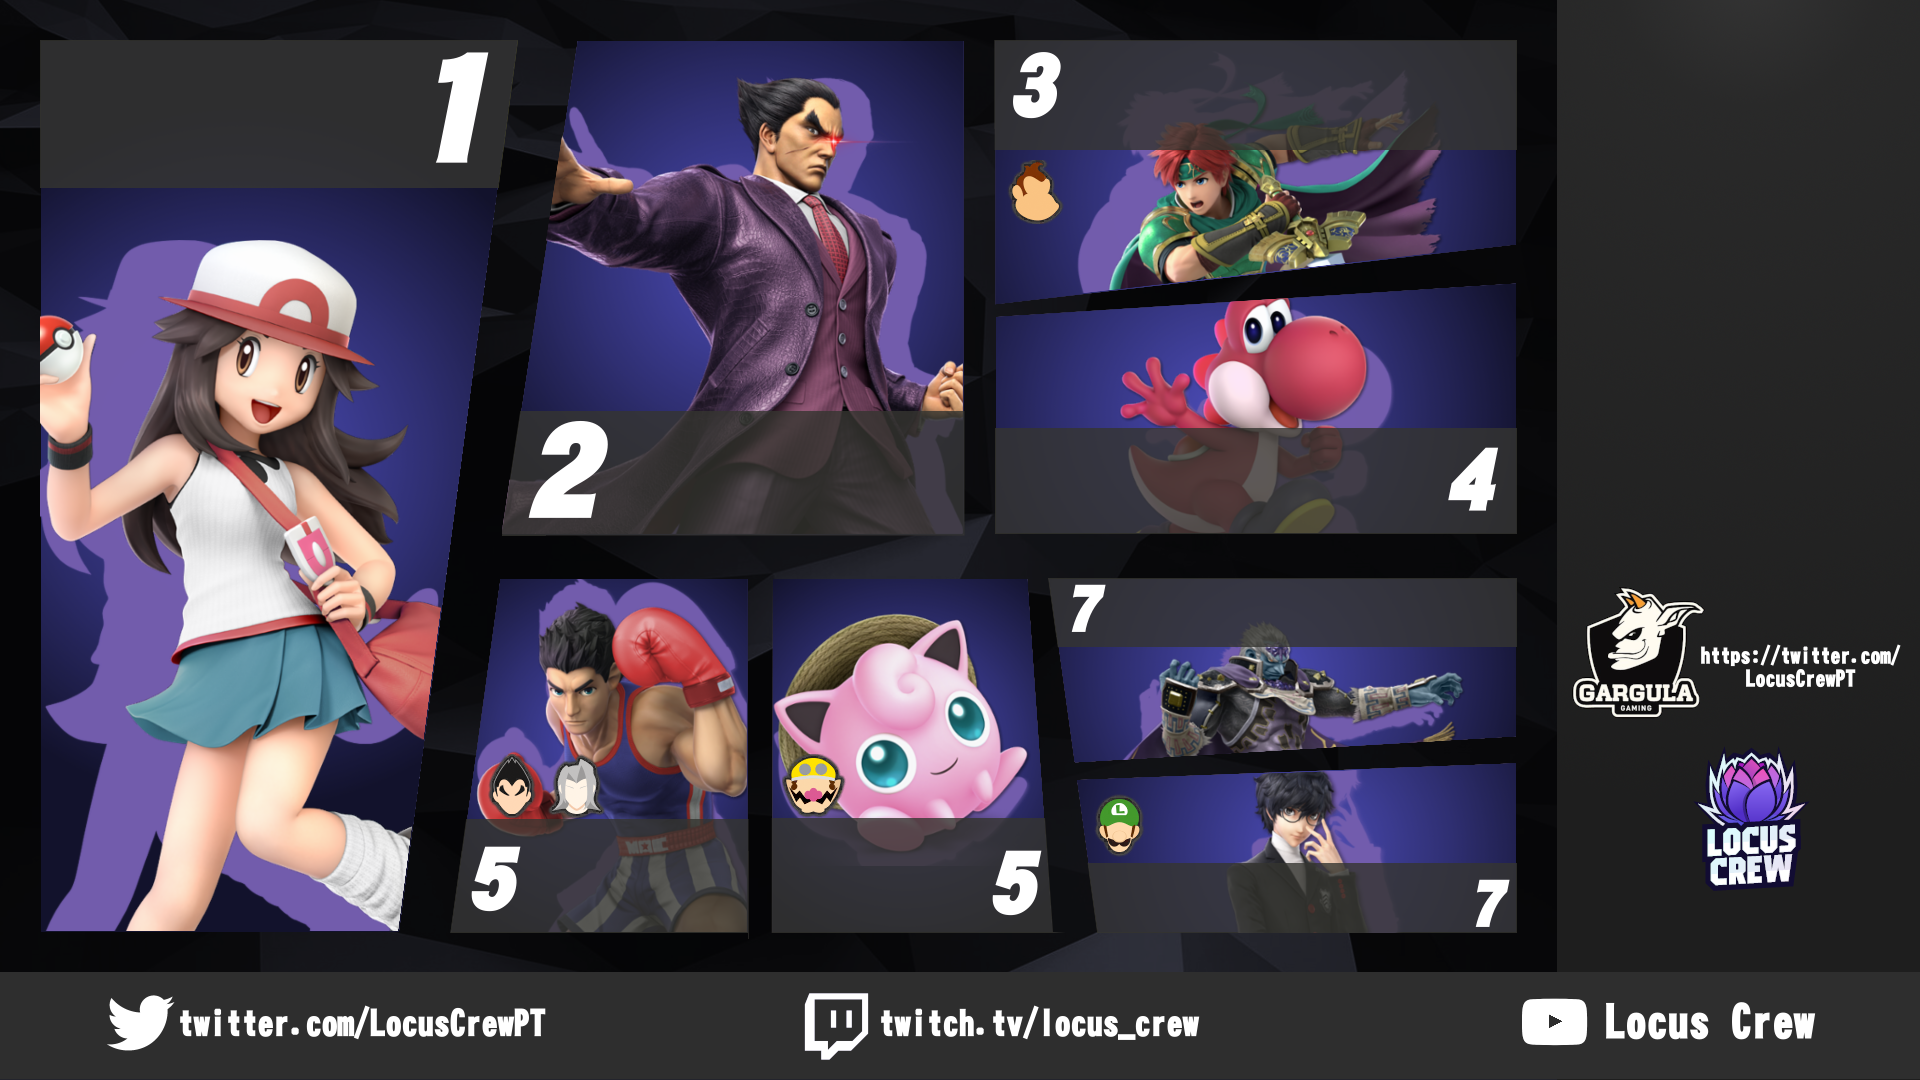 1
2
3
4
5
5
7
7
L
MAC
GARGULA
GAMING
https://twitter.com/
LocusCrewPT
LOCUS
CREW
twitter.com/LocusCrewPT
twitch.tv/locus_crew
Locus Crew